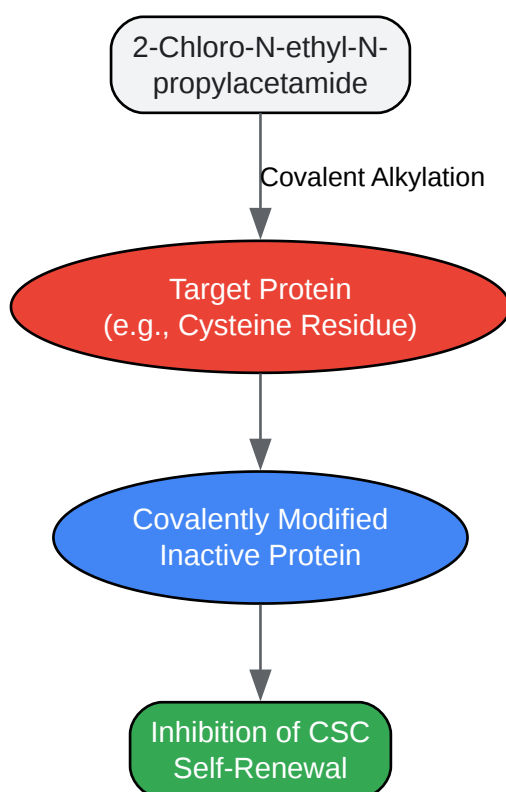 2-Chloro-N-ethyl-N-
propylacetamide
Covalent Alkylation
Target Protein
(e.g., Cysteine Residue)
Covalently Modified
Inactive Protein
Inhibition of CSC
Self-Renewal